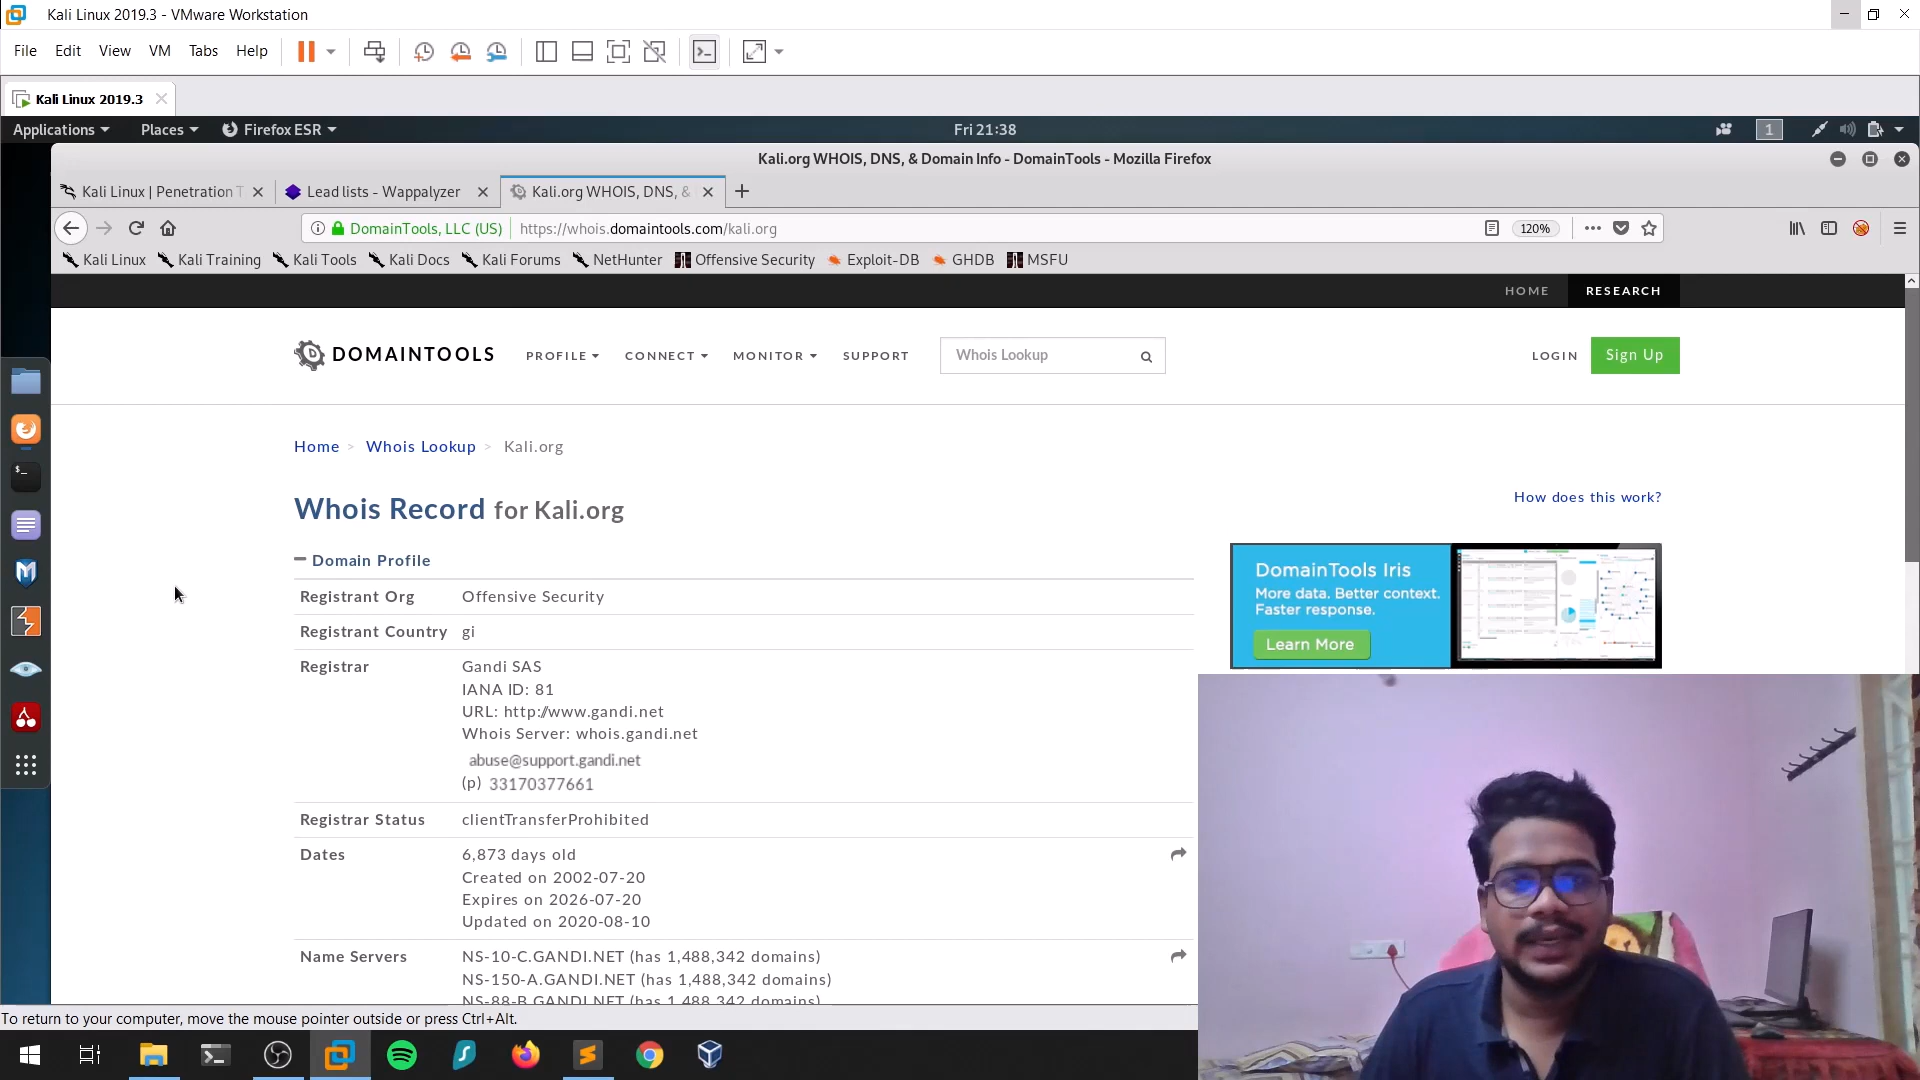 Kali Linux 2019.3 - VMware Workstation
File Edit View VM Tabs Help
Kali Linux 2019.3
Applications Places Firefox ESR Fri 21:38 1
Kali.org WHOIS, DNS, & Domain Info - DomainTools - Mozilla Firefox
Kali Linux | Penetration T Lead lists - Wappalyzer Kali.org WHOIS, DNS, &
DomainTools, LLC (US) https://whois.domaintools.com/kali.org 120%
Kali Linux Kali Training Kali Tools Kali Docs Kali Forums NetHunter Offensive Security Exploit-DB GHDB MSFU
HOME RESEARCH
DOMAINTOOLS PROFILE CONNECT MONITOR SUPPORT Whois Lookup LOGIN Sign Up
Home > Whois Lookup > Kali.org
Whois Record for Kali.org
How does this work?
Domain Profile
Registrant Org Offensive Security
Registrant Country gi
Registrar Gandi SAS
IANA ID: 81
URL: http://www.gandi.net
Whois Server: whois.gandi.net
abuse@support.gandi.net
(p) 33170377661
Registrar Status clientTransferProhibited
Dates 6,873 days old
Created on 2002-07-20
Expires on 2026-07-20
Updated on 2020-08-10
Name Servers NS-10-C.GANDI.NET (has 1,488,342 domains)
NS-150-A.GANDI.NET (has 1,488,342 domains)
NS-88-B.GANDI.NET (has 1,488,342 domains)
DomainTools Iris
More data. Better context.
Faster response.
Learn More
To return to your computer, move the mouse pointer outside or press Ctrl+Alt.